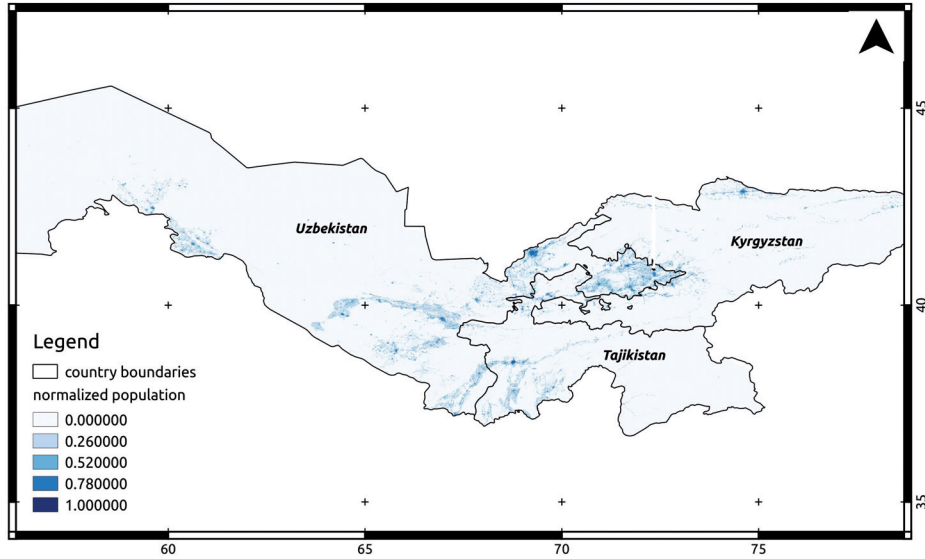 45
Uzbekistan
Kyrgyzstan
40
Tajikistan
Legend
country boundaries
normalized population
0.000000
0.260000
0.520000
0.780000
1.000000
35
60 65 70 75